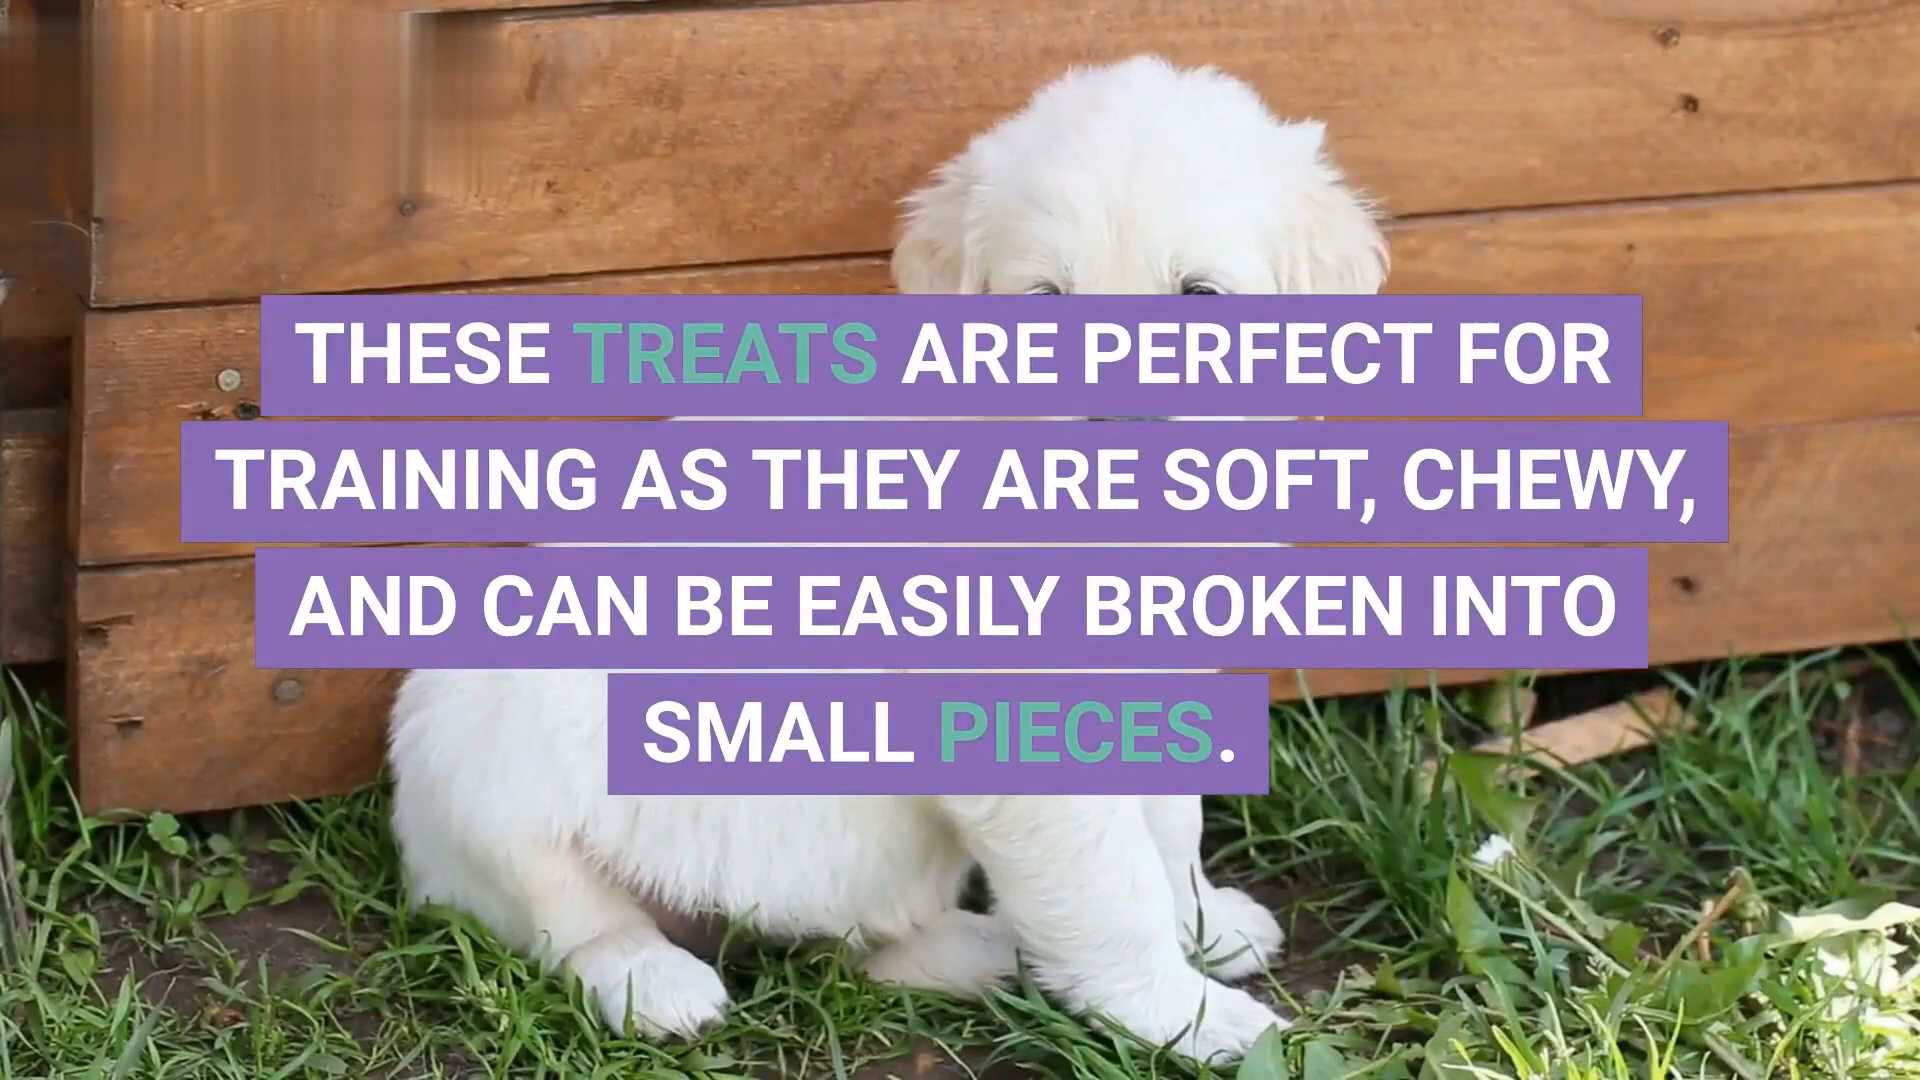 THESE TREATS ARE PERFECT FOR
TRAINING AS THEY ARE SOFT, CHEWY,
AND CAN BE EASILY BROKEN INTO
SMALL PIECES.